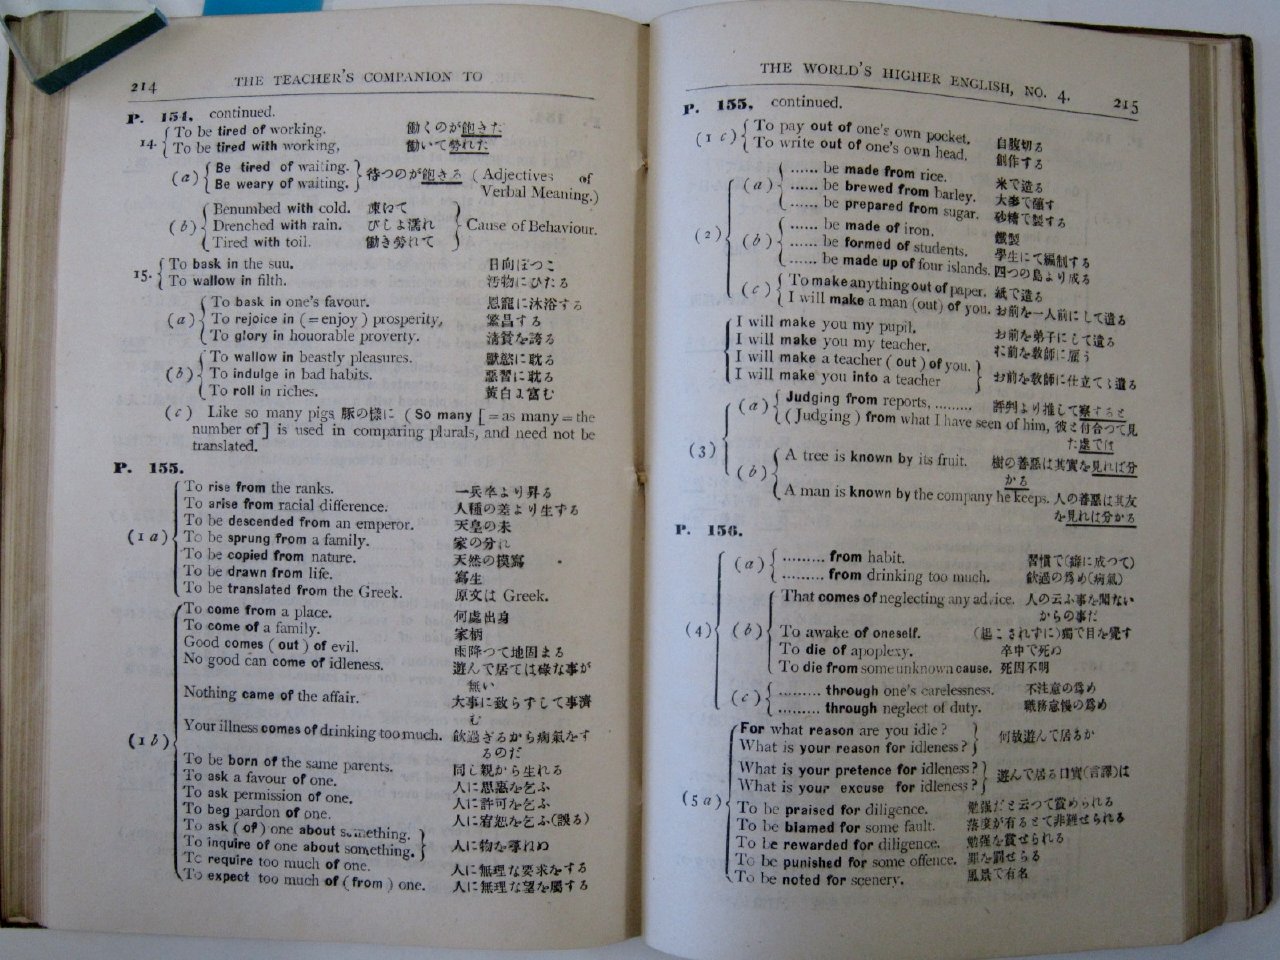 214 THE TEACHER'S COMPANION TO
P. 154, continued.
14. To be tired of working. 働くのが飽きた
To be tired with working, 働いて勞れた
(a) Be tired of waiting. 待つのが飽きる (Adjectives of
Be weary of waiting. Verbal Meaning.)
(b) Benumbed with cold. 凍ねて
Drenched with rain. びしょ濡れ Cause of Behaviour.
Tired with toil. 働き勞れて
15. To bask in the suu. 日向ぼつこ
To wallow in filth. 汚物にひたる
(a) To bask in one's favour. 恩寵に沐浴する
To rejoice in (=enjoy) prosperity, 繁昌する
To glory in houorable proverty. 淸貧を誇る
(b) To wallow in beastly pleasures. 獸慾に耽る
To indulge in bad habits. 惡習に耽る
To roll in riches. 黃白に富む
(c) Like so many pigs, 豚の樣に (So many [=as many=the
number of] is used in comparing plurals, and need not be
translated.
P. 155.
(1 a) To rise from the ranks. 一兵卒より昇る
To arise from racial difference. 人種の差より生ずる
To be descended from an emperor. 天皇の末
To be sprung from a family. 家の分れ
To be copied from nature. 天然の摸寫
To be drawn from life. 寫生
To be translated from the Greek. 原文は Greek.
(1 b) To come from a place. 何處出身
To come of a family. 家柄
Good comes (out) of evil. 雨降つて地固まる
No good can come of idleness. 遊んで居ては碌な事が
無い
Nothing came of the affair. 大事に致らずして事濟
む
Your illness comes of drinking too much. 飮過ぎるから病氣をす
るのだ
To be born of the same parents. 同じ親から生れる
To ask a favour of one. 人に恩惠を乞ふ
To ask permission of one. 人に許可を乞ふ
To beg pardon of one. 人に宥恕を乞ふ(誤る)
To ask (of) one about something. 人に物を尋ねぬ
To inquire of one about something.
To require too much of one. 人に無理な要求をする
To expect too much of (from) one. 人に無理な望を屬する
THE WORLD'S HIGHER ENGLISH, NO. 4. 215
P. 155, continued.
(1 c) To pay out of one's own pocket. 自腹切る
To write out of one's own head. 創作する
(2) (a) ...... be made from rice. 米で造る
...... be brewed from barley. 大麥で釀す
...... be prepared from sugar. 砂糖で製する
(b) ...... be made of iron. 鐵製
...... be formed of students. 學生にて編制する
...... be made up of four islands. 四つの島より成る
(c) To make anything out of paper. 紙で造る
I will make a man (out) of you. お前を一人前にして遣る
I will make you my pupil. お前を弟子にして遣る
I will make you my teacher. お前を敎師に雇う
I will make a teacher (out) of you.
I will make you into a teacher お前を敎師に仕立てゝ遣る
(3) (a) Judging from reports, ......... 評判より推して察すると
(Judging) from what I have seen of him, 彼と付合つて見
た處では
(b) A tree is known by its fruit. 樹の善惡は其實を見れば分
かる
A man is known by the company he keeps. 人の善惡は其友
を見れは分かる
P. 156.
(4) (a) ......... from habit. 習慣で(癖に成つて)
......... from drinking too much. 飮過の爲め(病氣)
(b) That comes of neglecting any advice. 人の云ふ事を聞ない
からの事だ
To awake of oneself. (起こされずに)獨で目を覺す
To die of apoplexy. 卒中で死ぬ
To die from some unknown cause. 死因不明
(c) ......... through one's carelessness. 不注意の爲め
......... through neglect of duty. 職務怠慢の爲め
(5 a) For what reason are you idie? 何故遊んで居るか
What is your reason for idleness?
What is your pretence for idleness? 遊んで居る口實(言譯)は
What is your excuse for idleness?
To be praised for diligence. 勉强だと云つて賞められる
To be blamed for some fault. 落度が有るとて非難せられる
To be rewarded for diligence. 勉强を賞せられる
To be punished for some offence. 罪を罰せらる
To be noted for scenery. 風景で有名